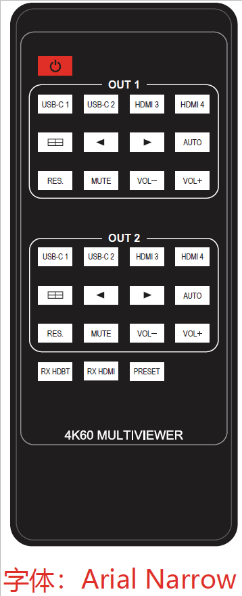 OUT 1
USB-C 1 USB-C 2 HDMI 3 HDMI 4
AUTO
RES. MUTE VOL− VOL+
OUT 2
USB-C 1 USB-C 2 HDMI 3 HDMI 4
AUTO
RES. MUTE VOL− VOL+
RX HDBT RX HDMI PRESET
4K60 MULTIVIEWER
字体：Arial Narrow